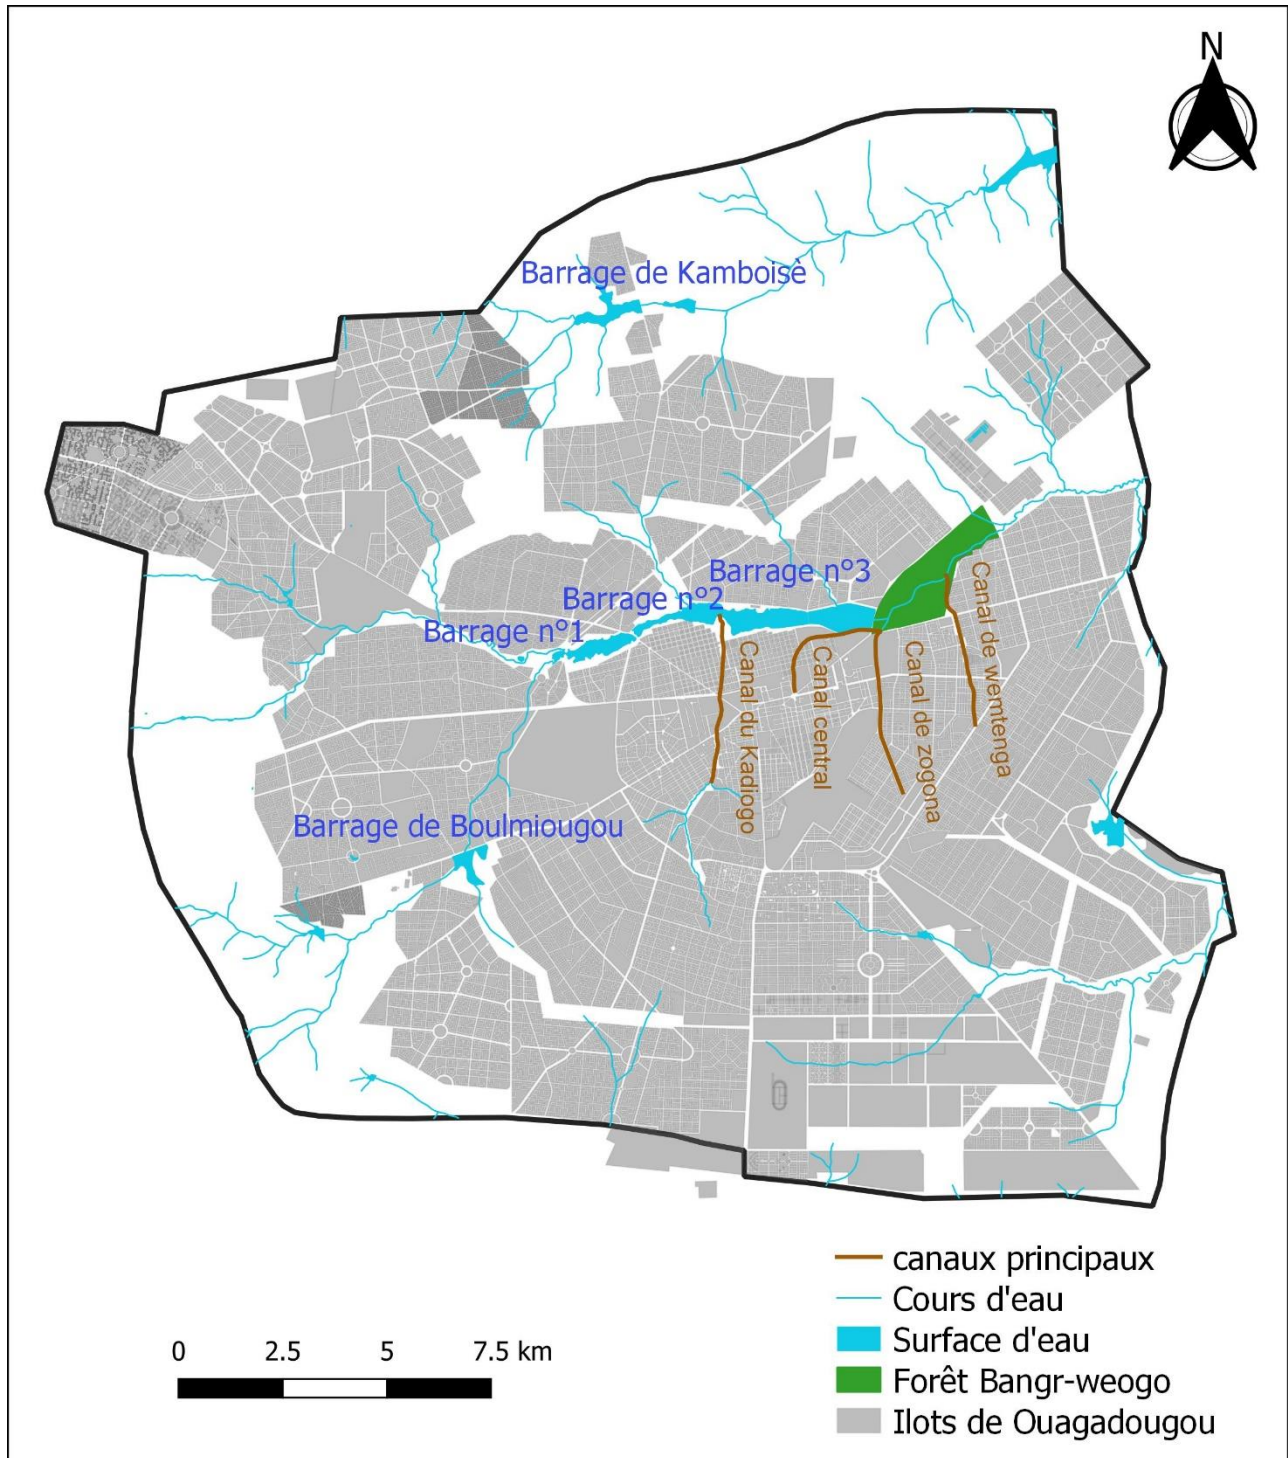 N
Barrage de Kamboisè
Barrage n°3
Barrage n°2
Barrage n°1
Canal de wemtenga
Canal du Kadiogo
Canal central
Canal de zogona
Barrage de Boulmiougou
canaux principaux
Cours d'eau
Surface d'eau
Forêt Bangr-weogo
Ilots de Ouagadougou
0 2.5 5 7.5 km